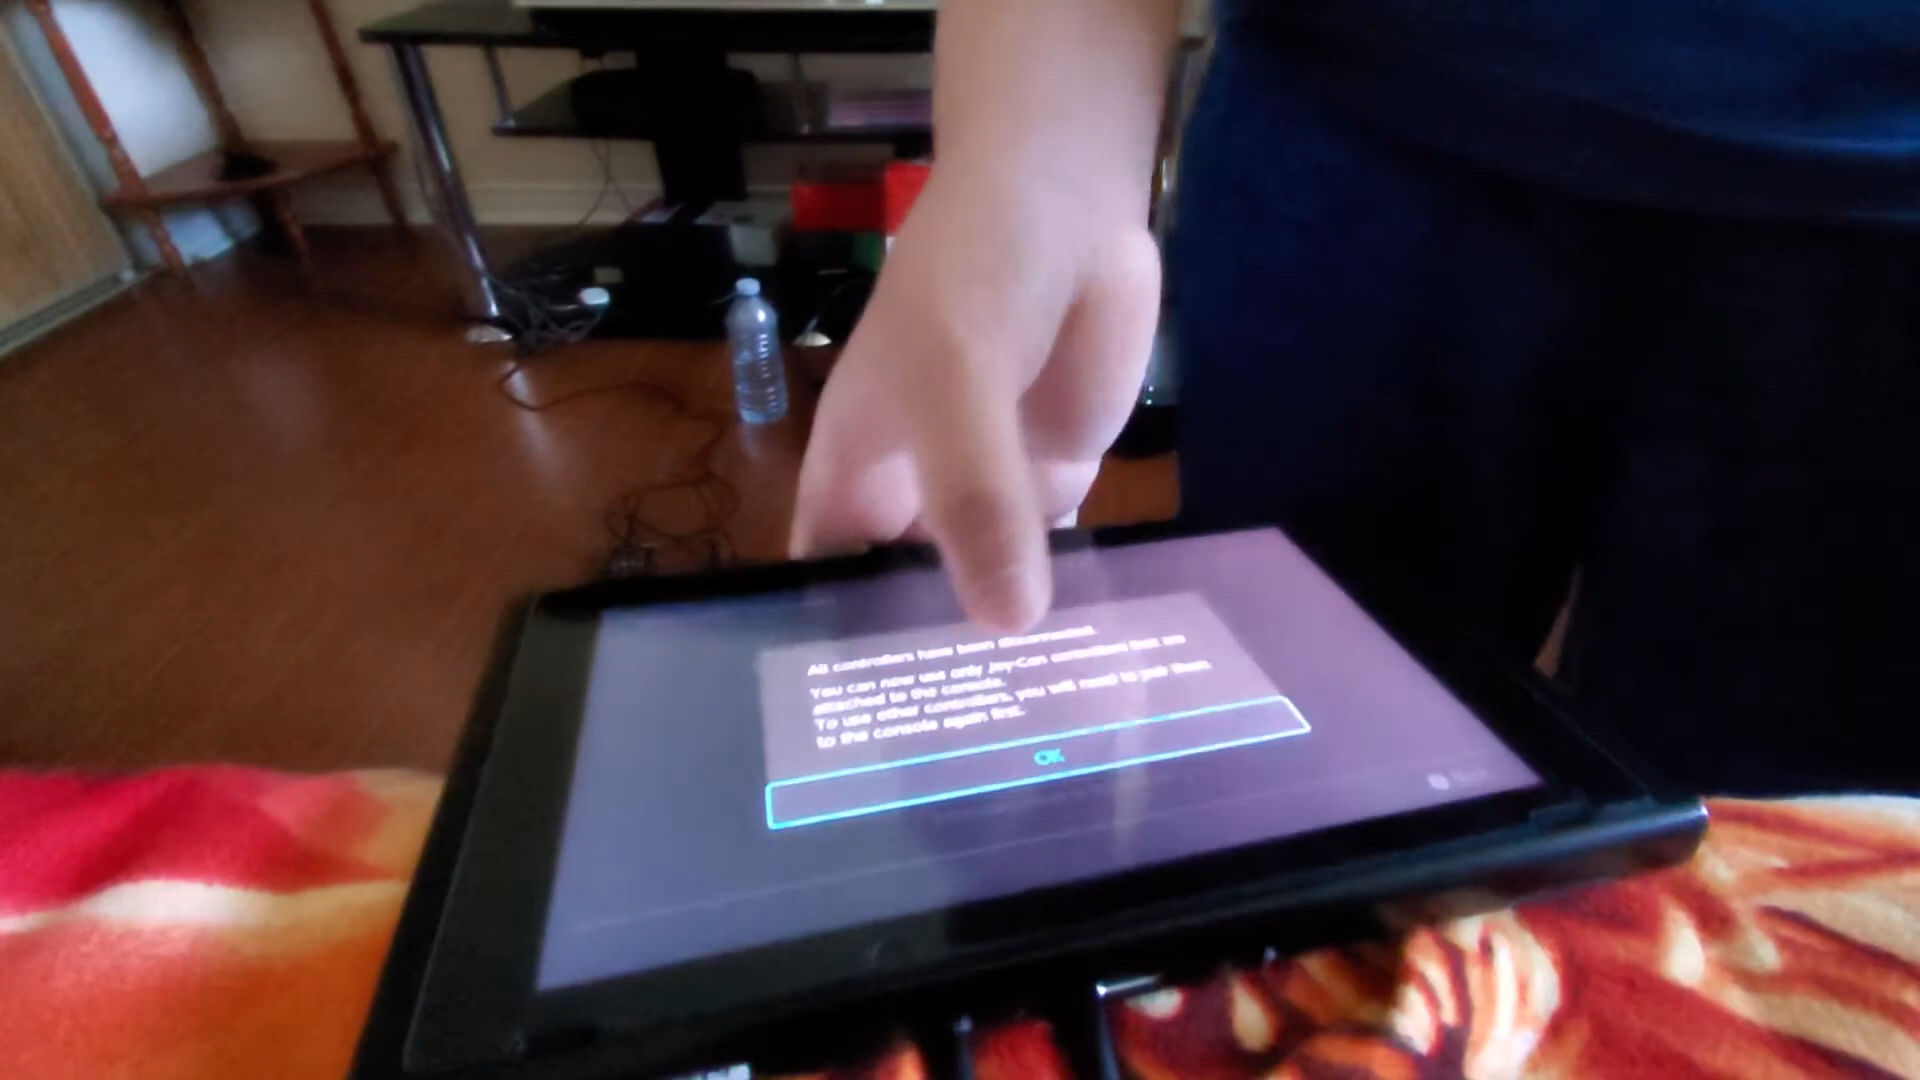 All controllers have been disconnected.
You can now use only Joy-Con controllers that are
attached to the console.
To use other controllers, you will need to pair them
to the console again first.
OK